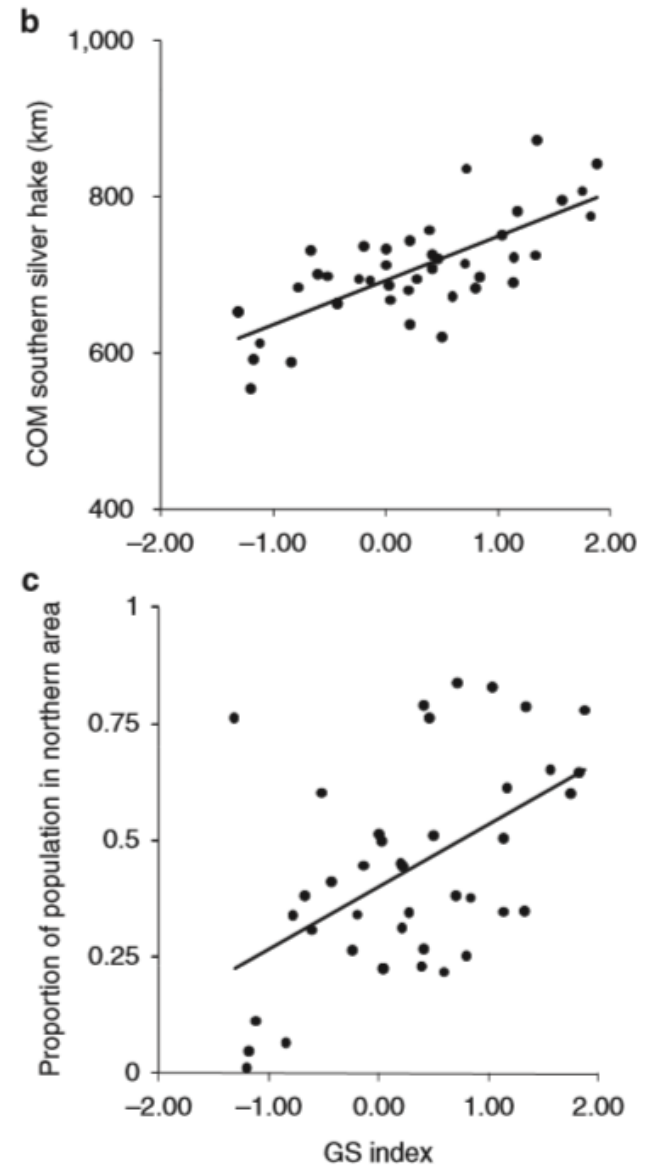 b
1,000
800
600
400
COM southern silver hake (km)
−2.00 −1.00 0.00 1.00 2.00
c
1
0.75
0.5
0.25
0
Proportion of population in northern area
−2.00 −1.00 0.00 1.00 2.00
GS index